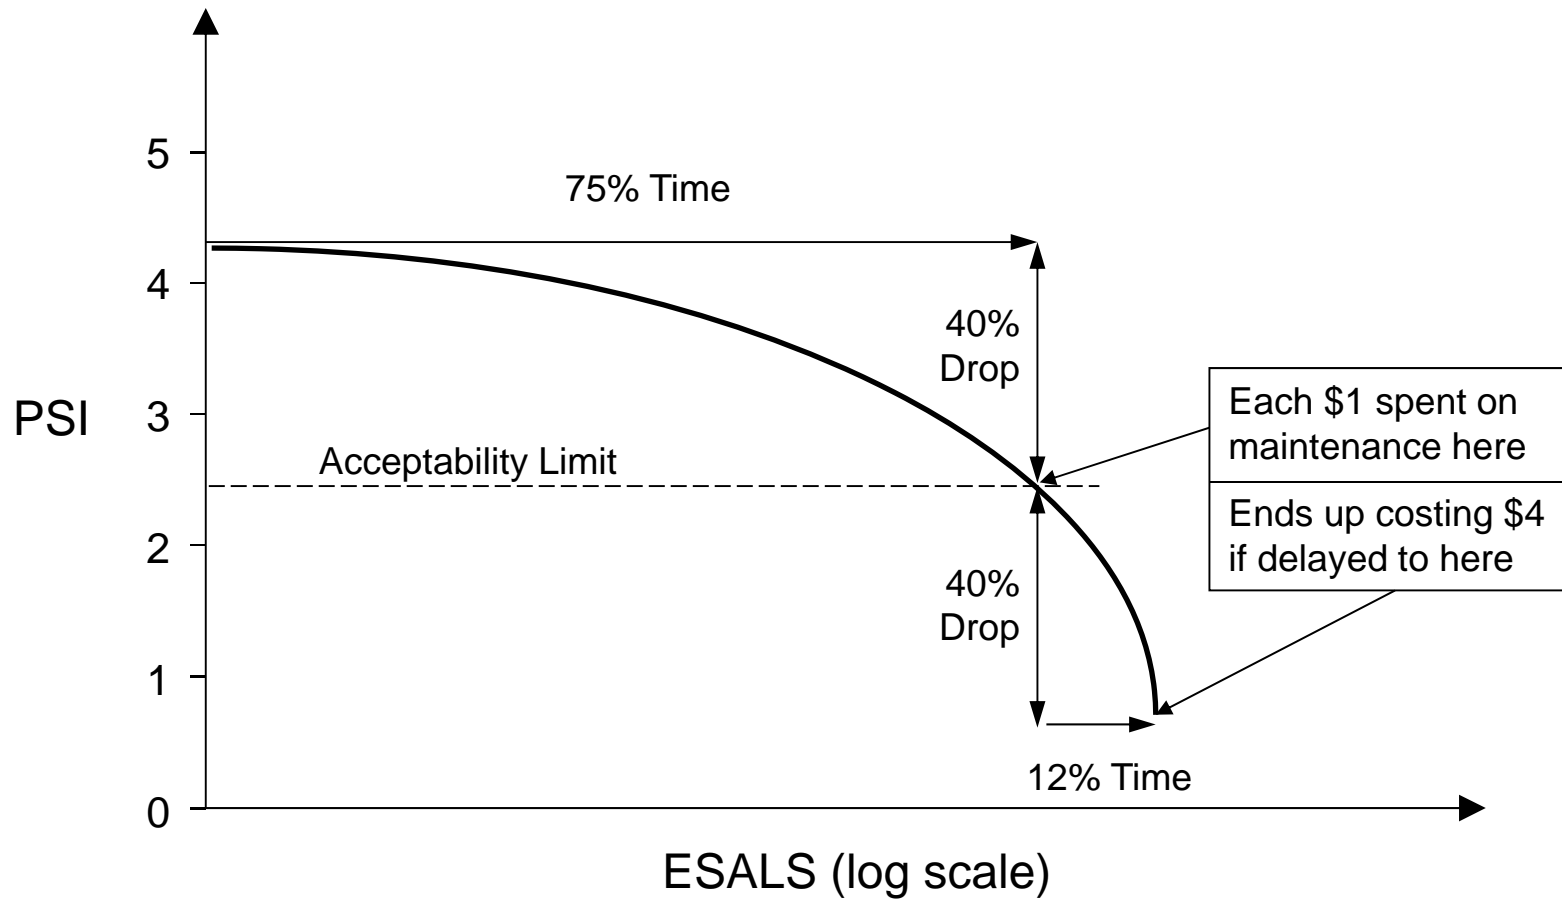 5
75% Time
4
40%
Drop
Each $1 spent on
maintenance here
PSI
3
Acceptability Limit
Ends up costing $4
if delayed to here
2
40%
Drop
1
12% Time
0
ESALS (log scale)